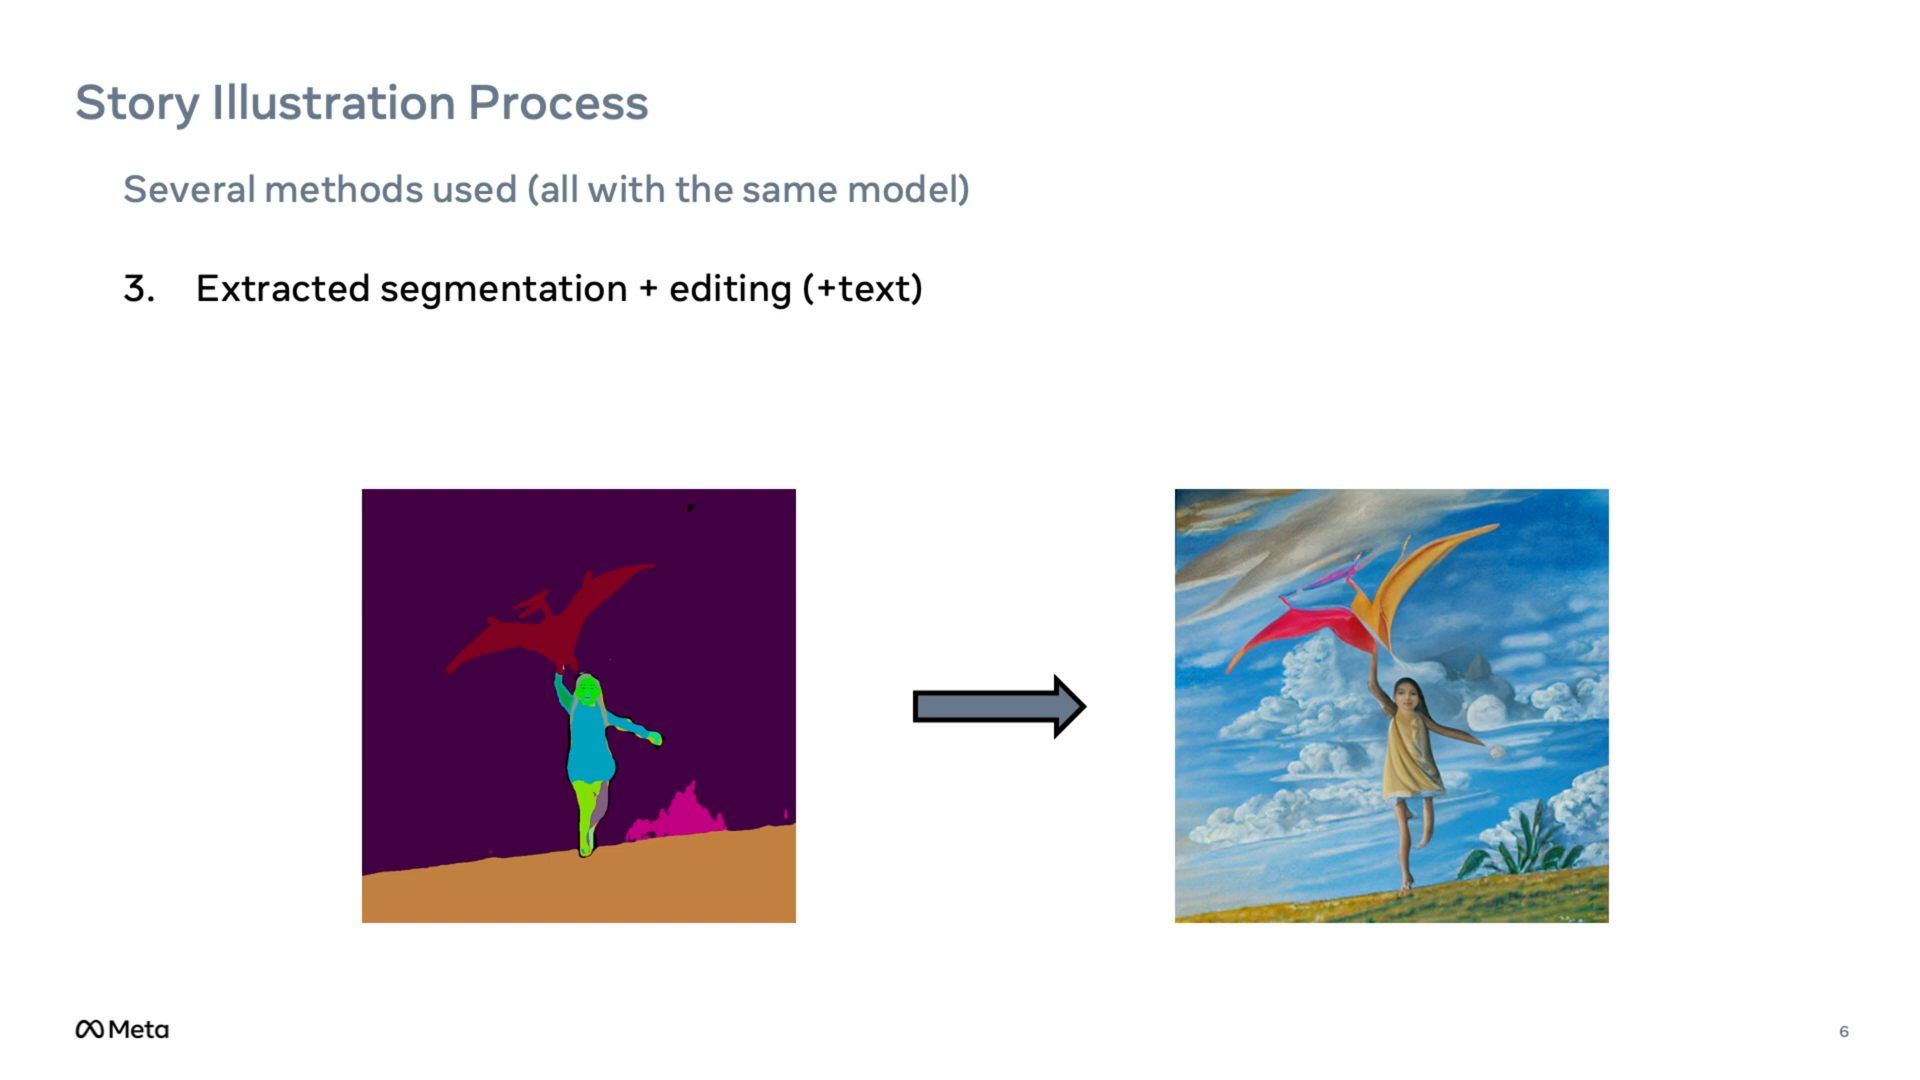 Story Illustration Process
Several methods used (all with the same model)
3. Extracted segmentation + editing (+text)
Meta
6